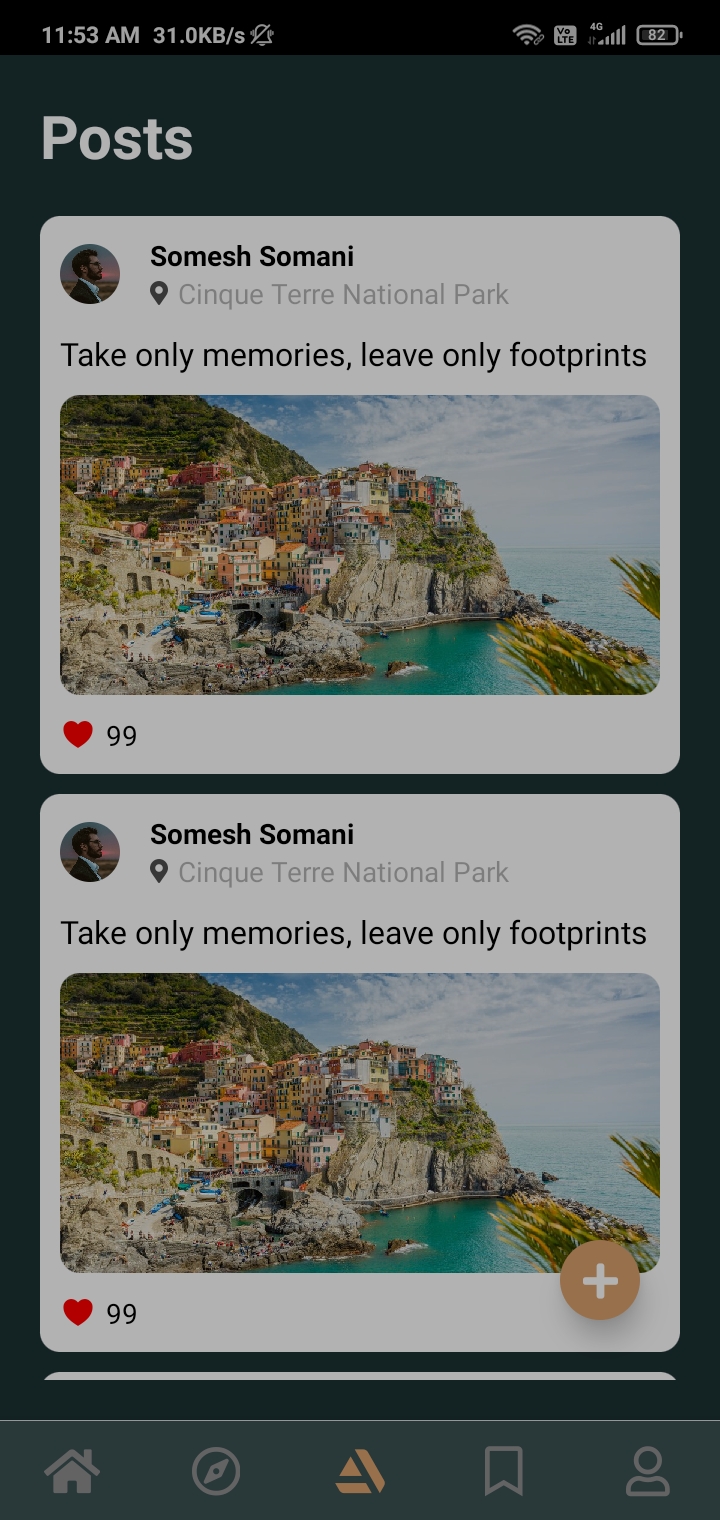 11:53 AM 31.0KB/s Vo LTE 4G 82
Posts
Somesh Somani
Cinque Terre National Park
Take only memories, leave only footprints
99
Somesh Somani
Cinque Terre National Park
Take only memories, leave only footprints
99